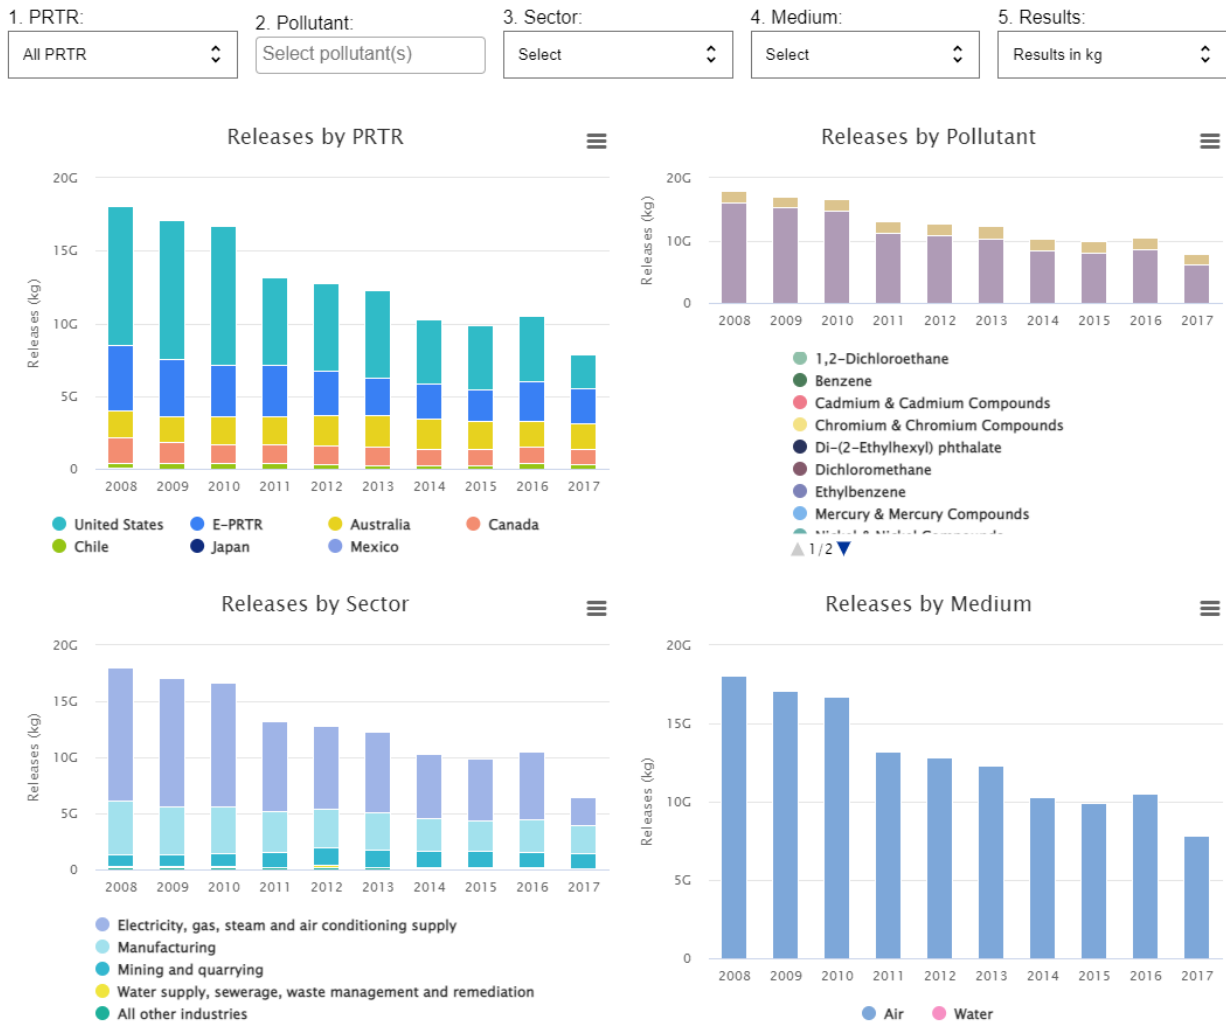 1. PRTR:
2. Pollutant:
3. Sector:
4. Medium:
5. Results:
All PRTR
Select pollutant(s)
Select
Select
Results in kg
Releases by PRTR
Releases (kg)
20G
15G
10G
5G
0
2008 2009 2010 2011 2012 2013 2014 2015 2016 2017
United States E-PRTR Australia Canada
Chile Japan Mexico
Releases by Pollutant
Releases (kg)
20G
10G
0
2008 2009 2010 2011 2012 2013 2014 2015 2016 2017
1,2-Dichloroethane
Benzene
Cadmium & Cadmium Compounds
Chromium & Chromium Compounds
Di-(2-Ethylhexyl) phthalate
Dichloromethane
Ethylbenzene
Mercury & Mercury Compounds
Nickel & Nickel Compounds
1/2
Releases by Sector
Releases (kg)
20G
15G
10G
5G
0
2008 2009 2010 2011 2012 2013 2014 2015 2016 2017
Electricity, gas, steam and air conditioning supply
Manufacturing
Mining and quarrying
Water supply, sewerage, waste management and remediation
All other industries
Releases by Medium
Releases (kg)
20G
15G
10G
5G
0
2008 2009 2010 2011 2012 2013 2014 2015 2016 2017
Air Water